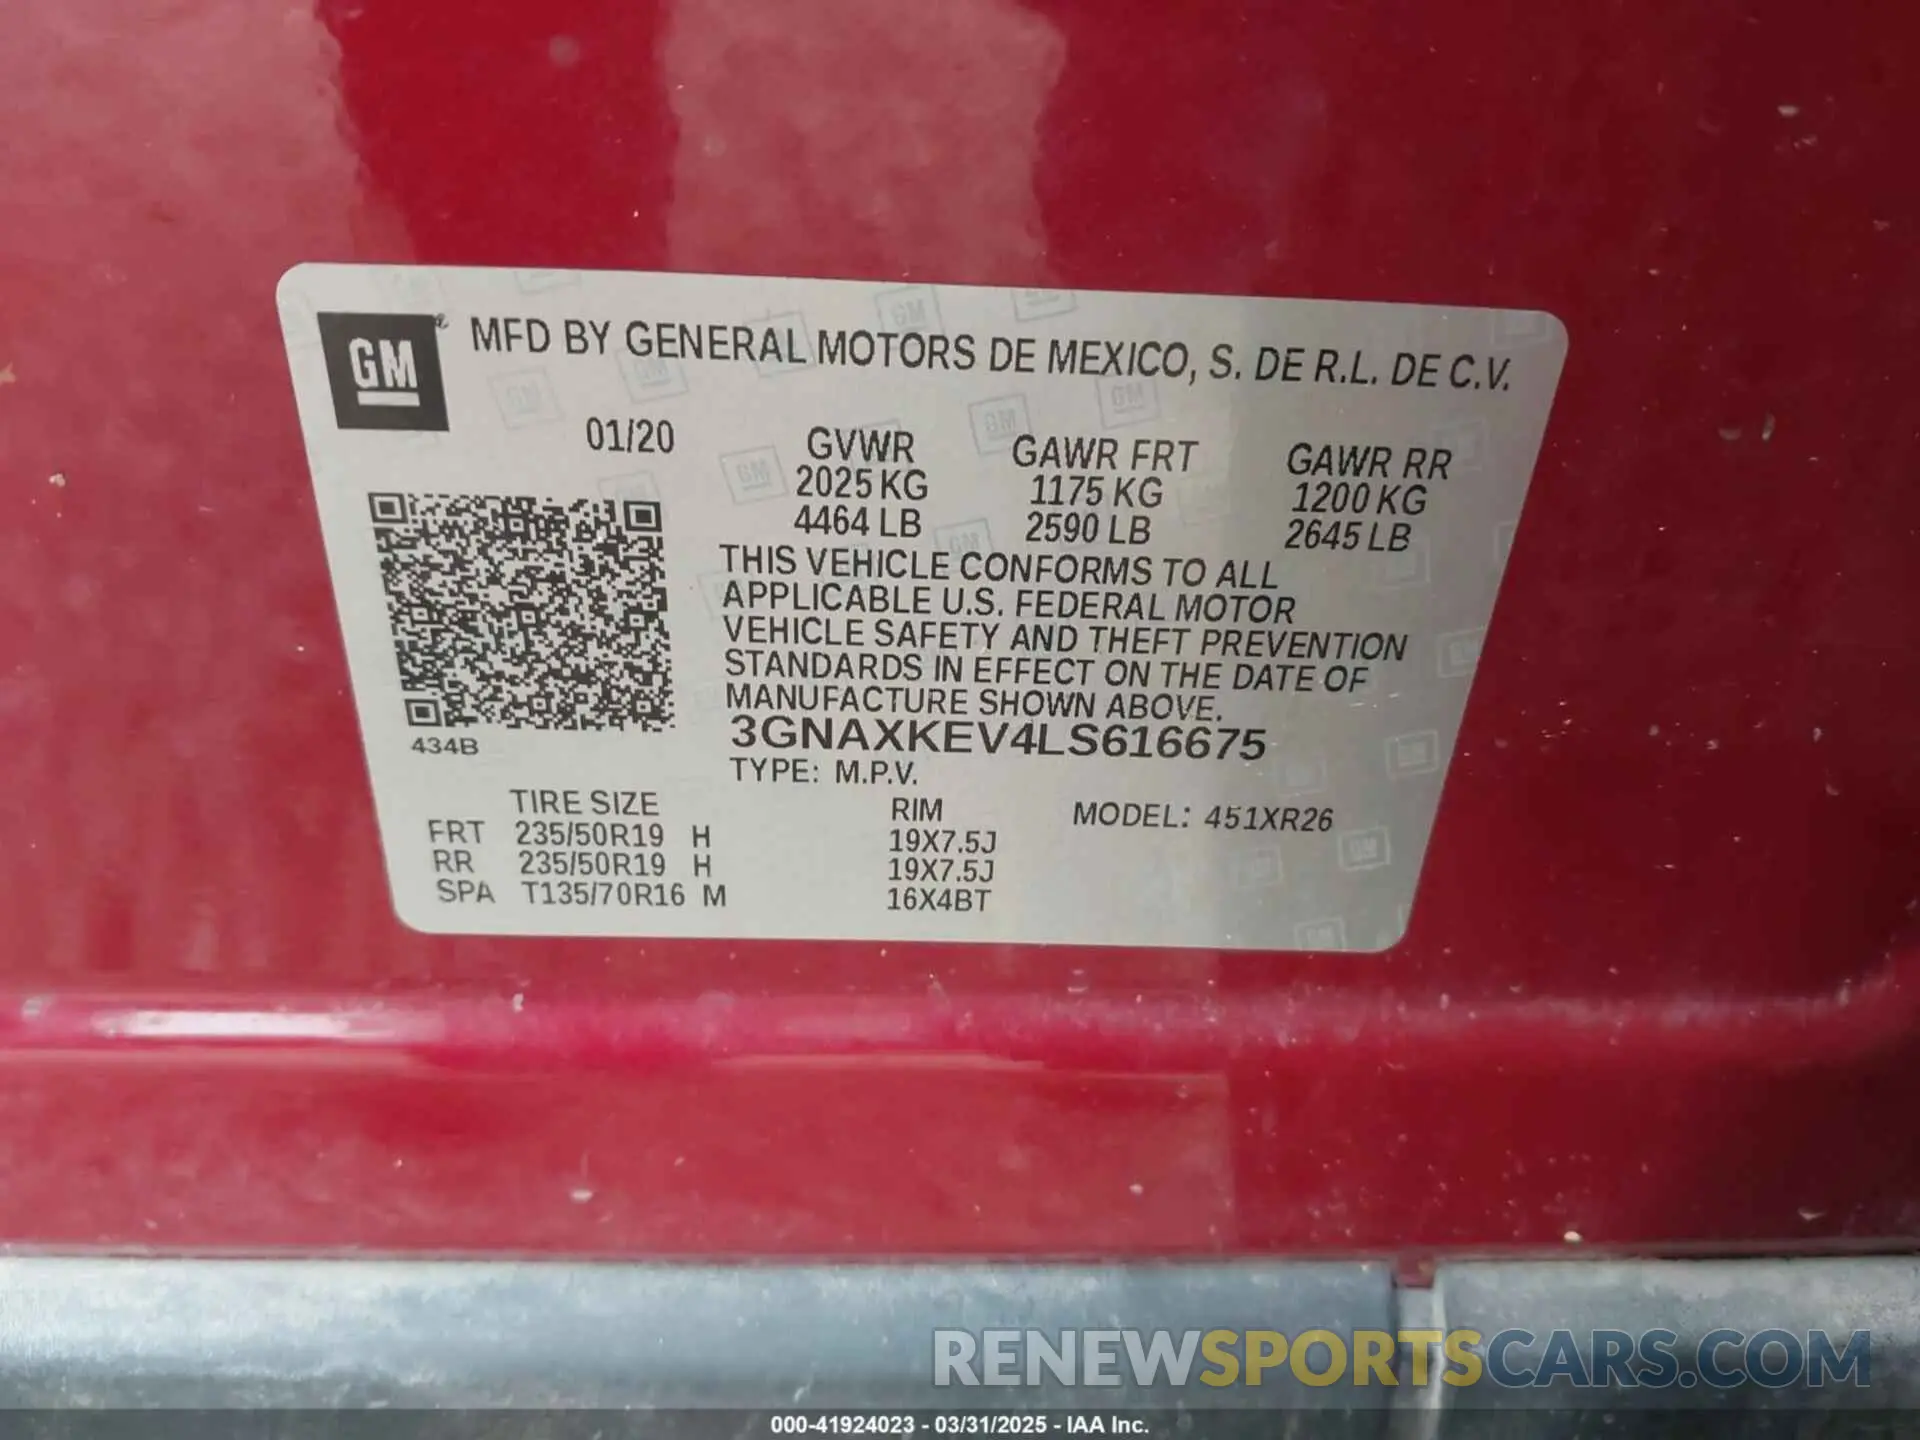 GM
MFD BY GENERAL MOTORS DE MEXICO, S. DE R.L. DE C.V.
01/20
GVWR GAWR FRT GAWR RR
2025 KG 1175 KG 1200 KG
4464 LB 2590 LB 2645 LB
THIS VEHICLE CONFORMS TO ALL
APPLICABLE U.S. FEDERAL MOTOR
VEHICLE SAFETY AND THEFT PREVENTION
STANDARDS IN EFFECT ON THE DATE OF
MANUFACTURE SHOWN ABOVE.
3GNAXKEV4LS616675
434B
TYPE: M.P.V.
TIRE SIZE RIM MODEL: 451XR26
FRT 235/50R19 H 19X7.5J
RR 235/50R19 H 19X7.5J
SPA T135/70R16 M 16X4BT
RENEWSPORTSCARS.COM
000-41924023 - 03/31/2025 - IAA Inc.